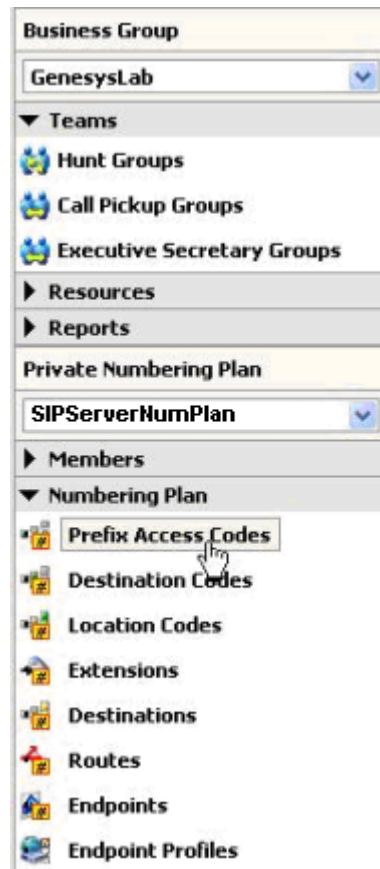 Business Group
GenesysLab
Teams
Hunt Groups
Call Pickup Groups
Executive Secretary Groups
Resources
Reports
Private Numbering Plan
SIPServerNumPlan
Members
Numbering Plan
Prefix Access Codes
Destination Codes
Location Codes
Extensions
Destinations
Routes
Endpoints
Endpoint Profiles